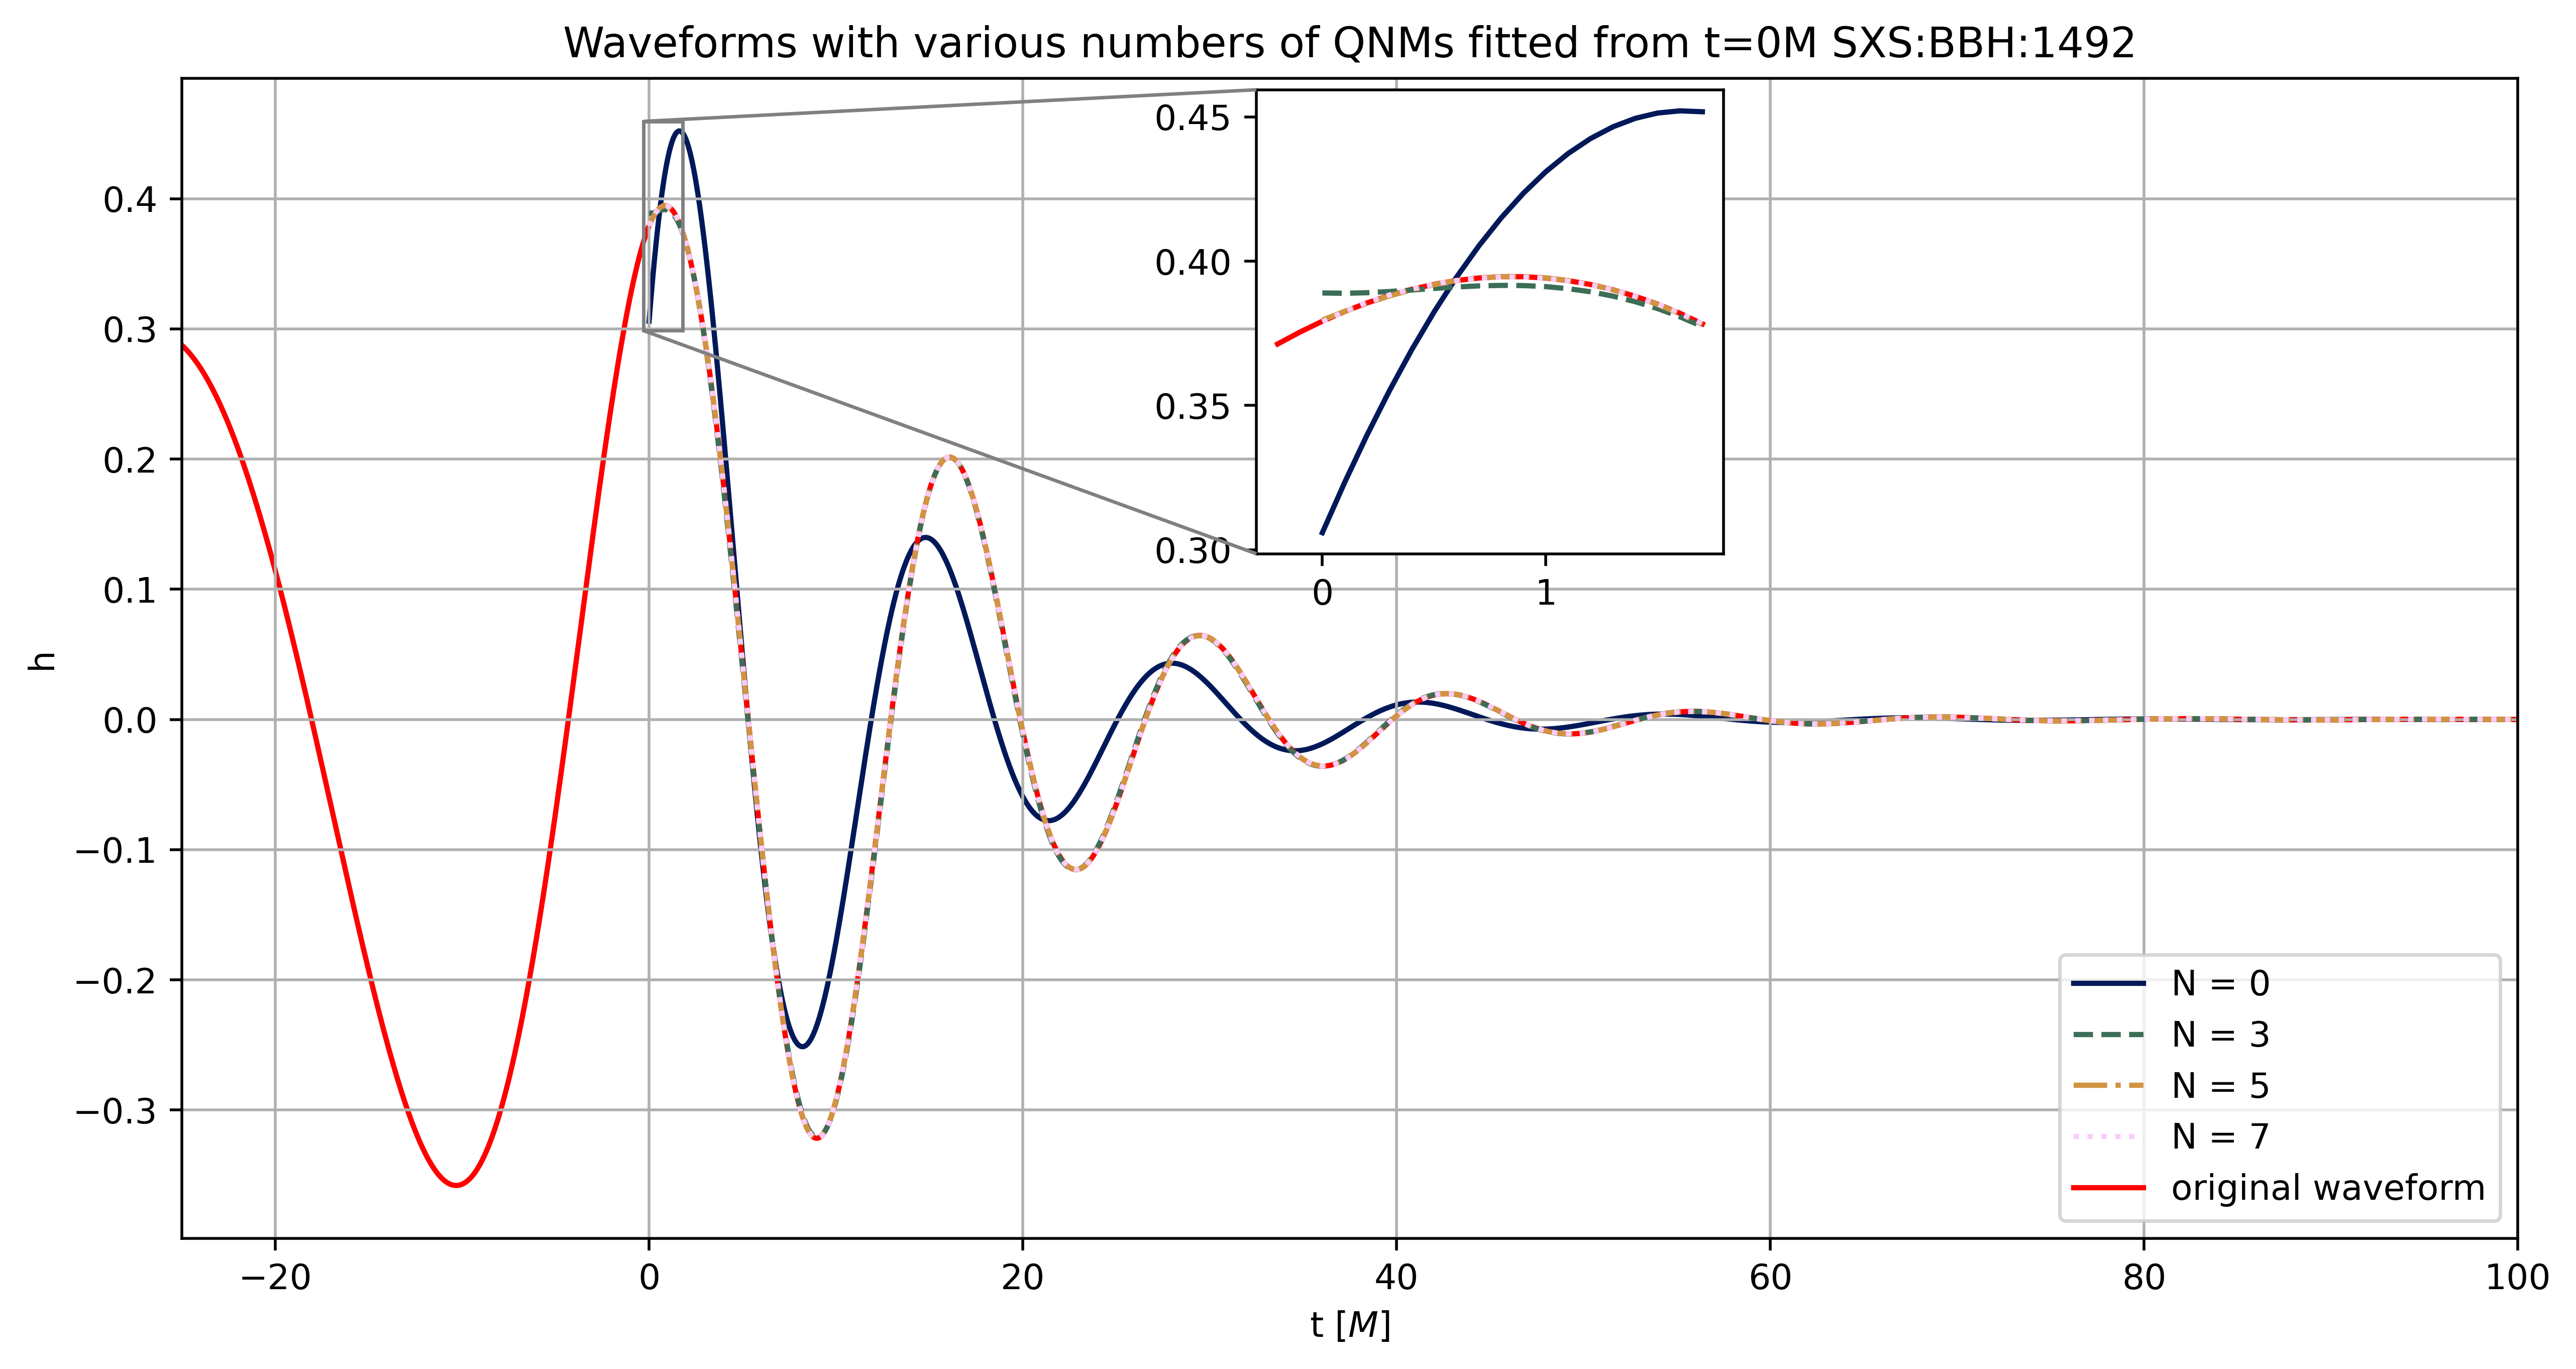 Waveforms with various numbers of QNMs fitted from t=0M SXS:BBH:1492
h
0.4
0.3
0.2
0.1
0.0
−0.1
−0.2
−0.3
0.45
0.40
0.35
0.30
0 1
N = 0
N = 3
N = 5
N = 7
original waveform
−20 0 20 40 60 80 100
t [M]